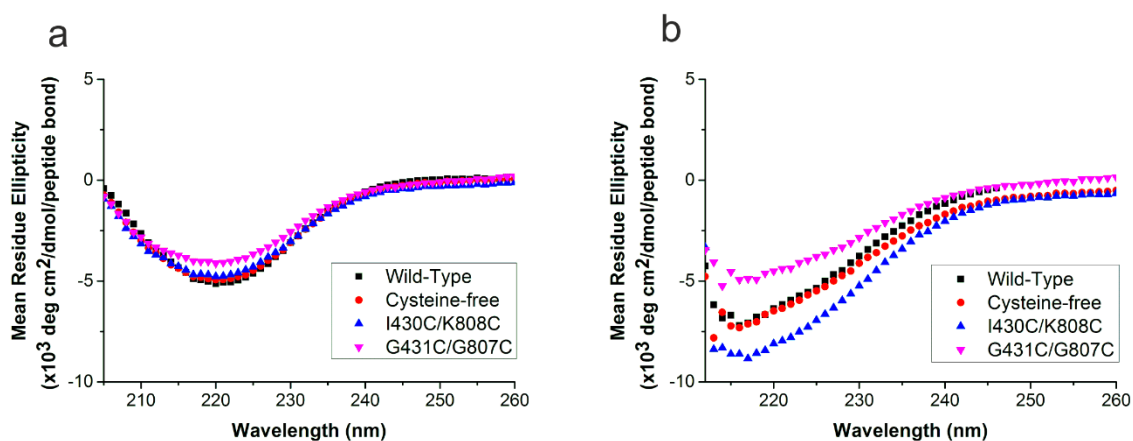 a
Mean Residue Ellipticity
(x10³ deg cm²/dmol/peptide bond)
5
0
-5
-10
210 220 230 240 250 260
Wavelength (nm)
Wild-Type
Cysteine-free
I430C/K808C
G431C/G807C
b
Mean Residue Ellipticity
(x10³ deg cm²/dmol/peptide bond)
5
0
-5
-10
220 230 240 250 260
Wavelength (nm)
Wild-Type
Cysteine-free
I430C/K808C
G431C/G807C